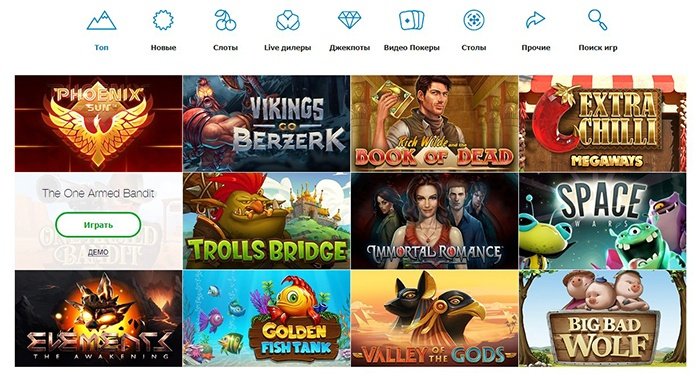 Топ
Новые
Слоты
Live дилеры
Джекпоты
Видео Покеры
Столы
Прочие
Поиск игр
PHOENIX
SUN
VIKINGS
GO
BERZERK
Rich Wilde and the
BOOK OF DEAD
EXTRA
CHILLI
MEGAWAYS
The One Armed Bandit
Играть
ДЕМО
TROLLS BRIDGE
IMMORTAL ROMANCE
SPACE
WARS
ELEMENTS
THE AWAKENING
GOLDEN
FISHTANK
VALLEY OF THE GODS
BIG BAD
WOLF